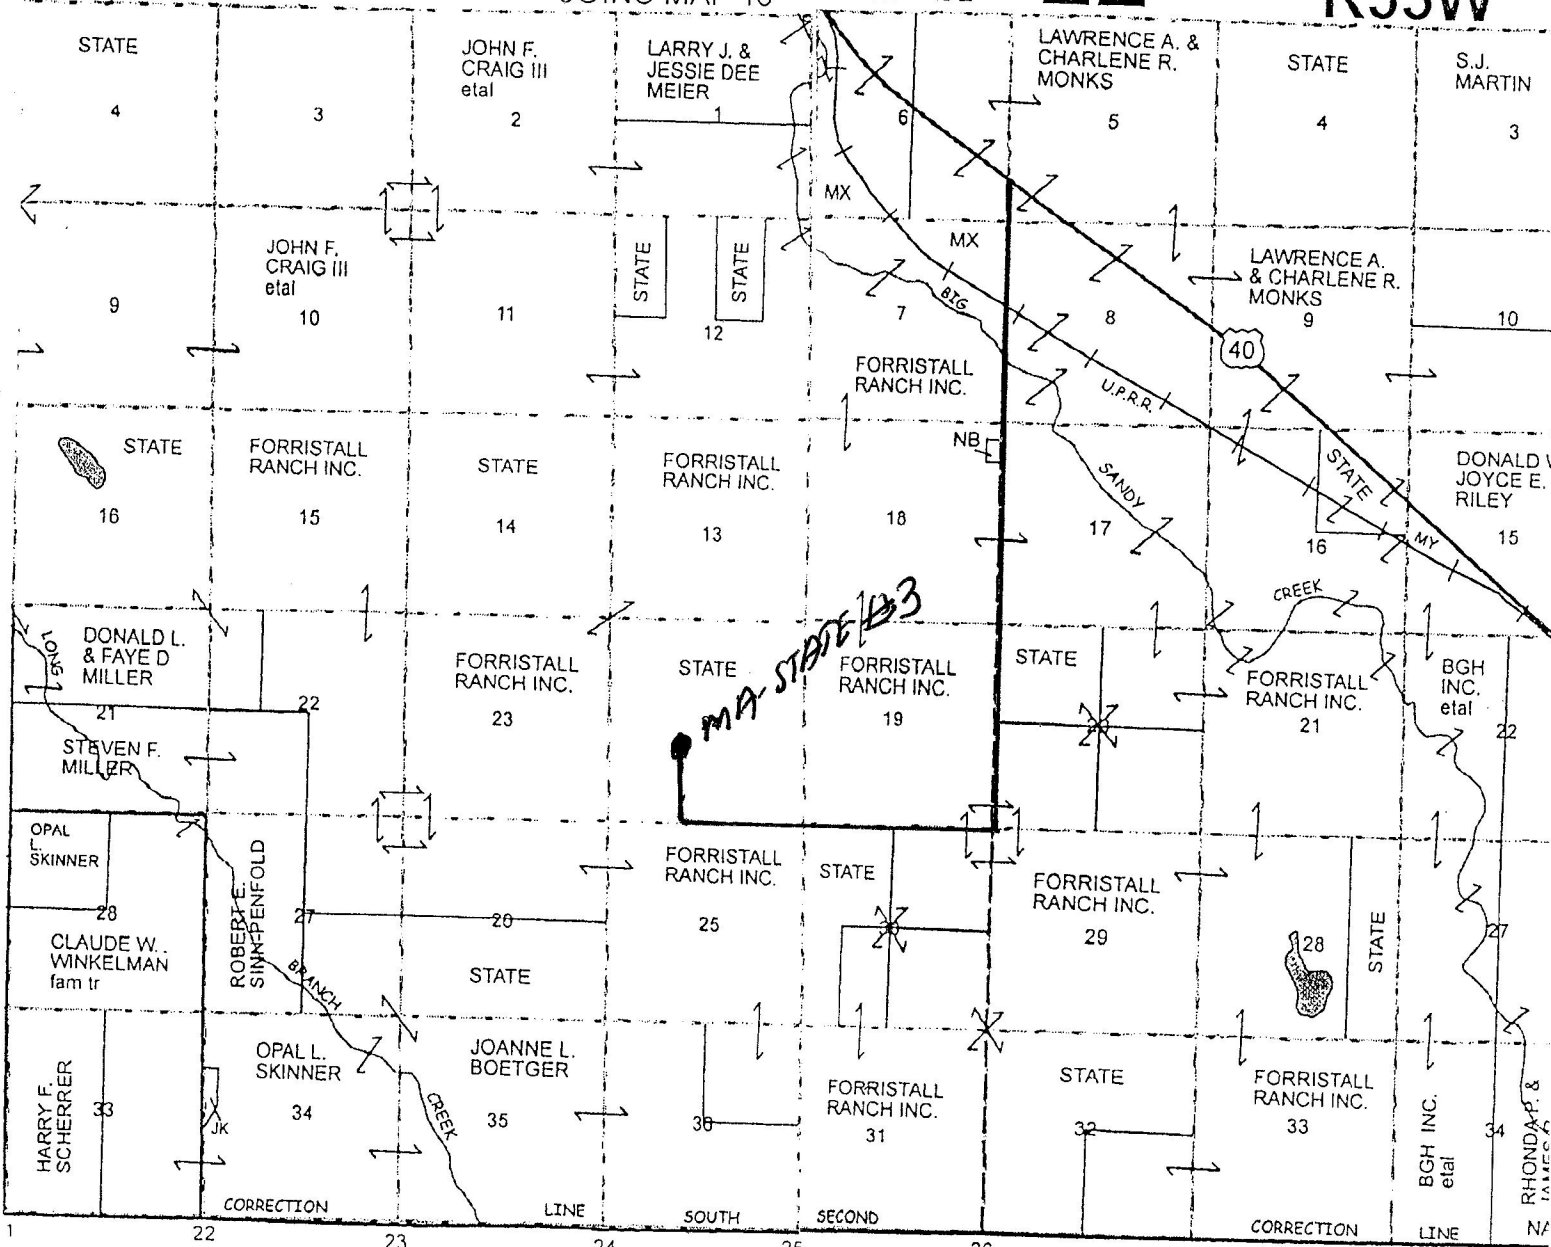 R55W
STATE
4
3
JOHN F.
CRAIG III
etal
2
LARRY J. &
JESSIE DEE
MEIER
1
6
LAWRENCE A. &
CHARLENE R.
MONKS
5
STATE
4
S.J.
MARTIN
3
MX
9
JOHN F.
CRAIG III
etal
10
11
STATE
STATE
12
MX
BIG
7
8
LAWRENCE A.
& CHARLENE R.
MONKS
9
10
40
FORRISTALL
RANCH INC.
U.P.R.R.
STATE
16
FORRISTALL
RANCH INC.
15
STATE
14
FORRISTALL
RANCH INC.
13
18
NB
SANDY
17
STATE
16
MY
DONALD
JOYCE E.
RILEY
15
CREEK
LONG
DONALD L.
& FAYE D
MILLER
21
22
STEVEN F.
MILLER
FORRISTALL
RANCH INC.
23
STATE
MA-STATE #3
FORRISTALL
RANCH INC.
19
STATE
FORRISTALL
RANCH INC.
21
BGH
INC.
etal
22
OPAL
L.
SKINNER
28
CLAUDE W.
WINKELMAN
fam tr
ROBERT E.
SINN-PENFOLD
27
BRANCH
STATE
FORRISTALL
RANCH INC.
25
STATE
FORRISTALL
RANCH INC.
29
28
STATE
27
HARRY F.
SCHERRER
33
JK
OPAL L.
SKINNER
34
CREEK
JOANNE L.
BOETGER
35
FORRISTALL
RANCH INC.
31
STATE
32
FORRISTALL
RANCH INC.
33
BGH INC.
etal
34
RHONDA P. &
CORRECTION
LINE
SOUTH
SECOND
CORRECTION
LINE
1
22
23